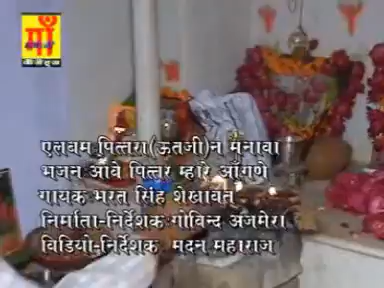 माँ
कैसेट्स
एलबम पित्तरा(ऊतजी)न मनावा
भजन आवे पित्तर म्हारे आँगणे
गायक भरत सिंह शेखावत
निर्माता-निर्देशक गोविन्द अजमेरा
विडियो-निर्देशक मदन महाराज